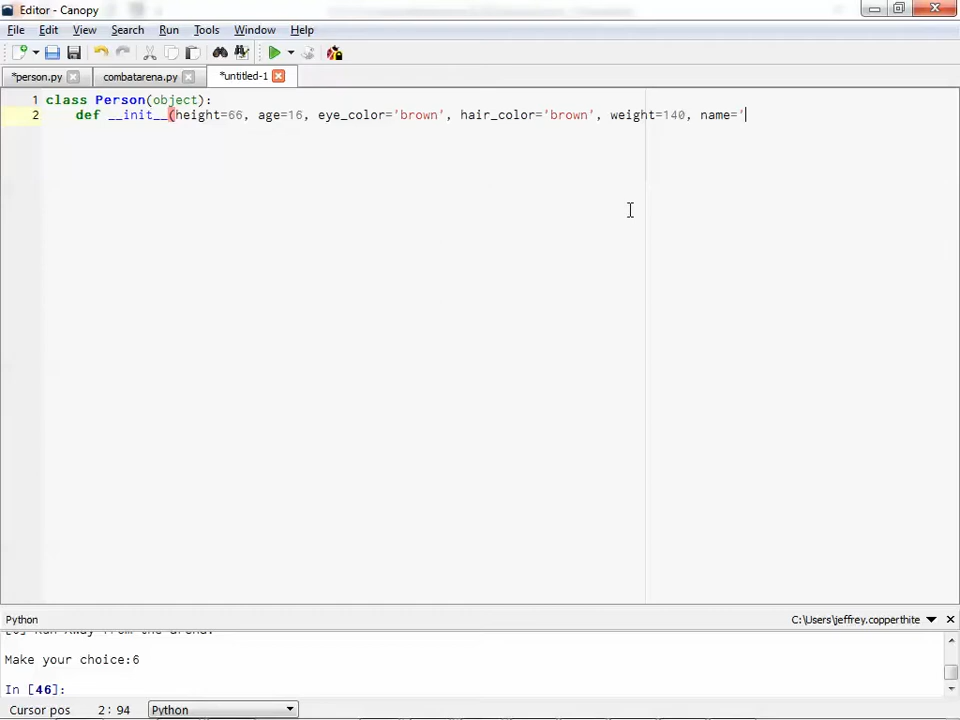 Editor - Canopy
File Edit View Search Run Tools Window Help
*person.py combatarena.py *untitled-1
1 class Person(object):
2 def __init__(height=66, age=16, eye_color='brown', hair_color='brown', weight=140, name='
Python C:\Users\jeffrey.copperthite
Make your choice:6
In [46]:
Cursor pos 2: 94 Python